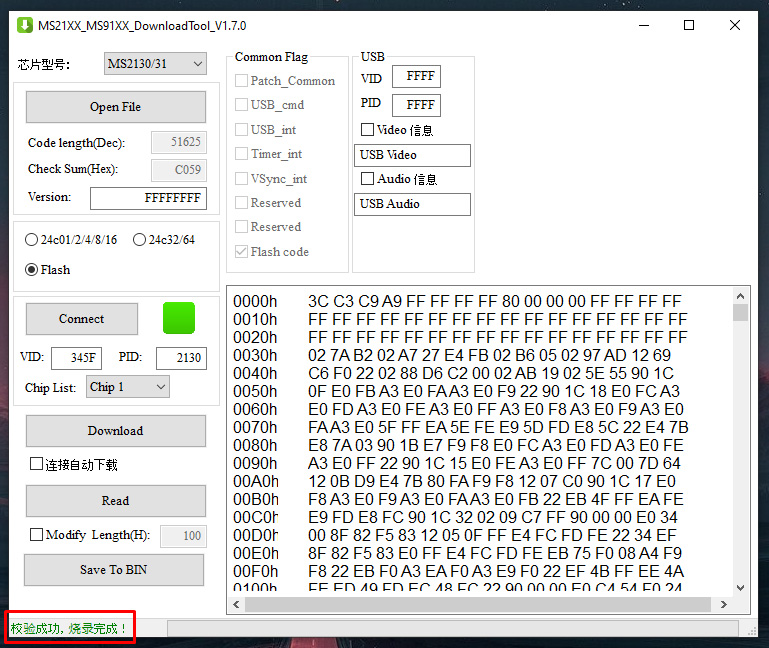 MS21XX_MS91XX_DownloadTool_V1.7.0
芯片型号: MS2130/31
Open File
Code length(Dec): 51625
Check Sum(Hex): C059
Version: FFFFFFFF
24c01/2/4/8/16 24c32/64
Flash
Connect
VID: 345F PID: 2130
Chip List: Chip 1
Download
连接自动下载
Read
Modify Length(H): 100
Save To BIN
Common Flag
Patch_Common
USB_cmd
USB_int
Timer_int
VSync_int
Reserved
Reserved
Flash code
USB
VID FFFF
PID FFFF
Video 信息
USB Video
Audio 信息
USB Audio
0000h 3C C3 C9 A9 FF FF FF FF 80 00 00 00 FF FF FF FF
0010h FF FF FF FF FF FF FF FF FF FF FF FF FF FF FF FF
0020h FF FF FF FF FF FF FF FF FF FF FF FF FF FF FF FF
0030h 02 7A B2 02 A7 27 E4 FB 02 B6 05 02 97 AD 12 69
0040h C6 F0 22 02 88 D6 C2 00 02 AB 19 02 5E 55 90 1C
0050h 0F E0 FB A3 E0 FA A3 E0 F9 22 90 1C 18 E0 FC A3
0060h E0 FD A3 E0 FE A3 E0 FF A3 E0 F8 A3 E0 F9 A3 E0
0070h FA A3 E0 5F FF EA 5E FE E9 5D FD E8 5C 22 E4 7B
0080h E8 7A 03 90 1B E7 F9 F8 E0 FC A3 E0 FD A3 E0 FE
0090h A3 E0 FF 22 90 1C 15 E0 FE A3 E0 FF 7C 00 7D 64
00A0h 12 0B D9 E4 7B 80 FA F9 F8 12 07 C0 90 1C 17 E0
00B0h F8 A3 E0 F9 A3 E0 FA A3 E0 FB 22 EB 4F FF EA FE
00C0h E9 FD E8 FC 90 1C 32 02 09 C7 FF 90 00 00 E0 34
00D0h 00 8F 82 F5 83 12 05 0F FF E4 FC FD FE 22 34 EF
00E0h 8F 82 F5 83 E0 FF E4 FC FD FE EB 75 F0 08 A4 F9
00F0h F8 22 EB F0 A3 EA F0 A3 E9 F0 22 EF 4B FF EE 4A
0100h FE ED 49 FD EC 48 FC 22 90 00 00 E0 C4 54 F0 24
校验成功, 烧录完成！